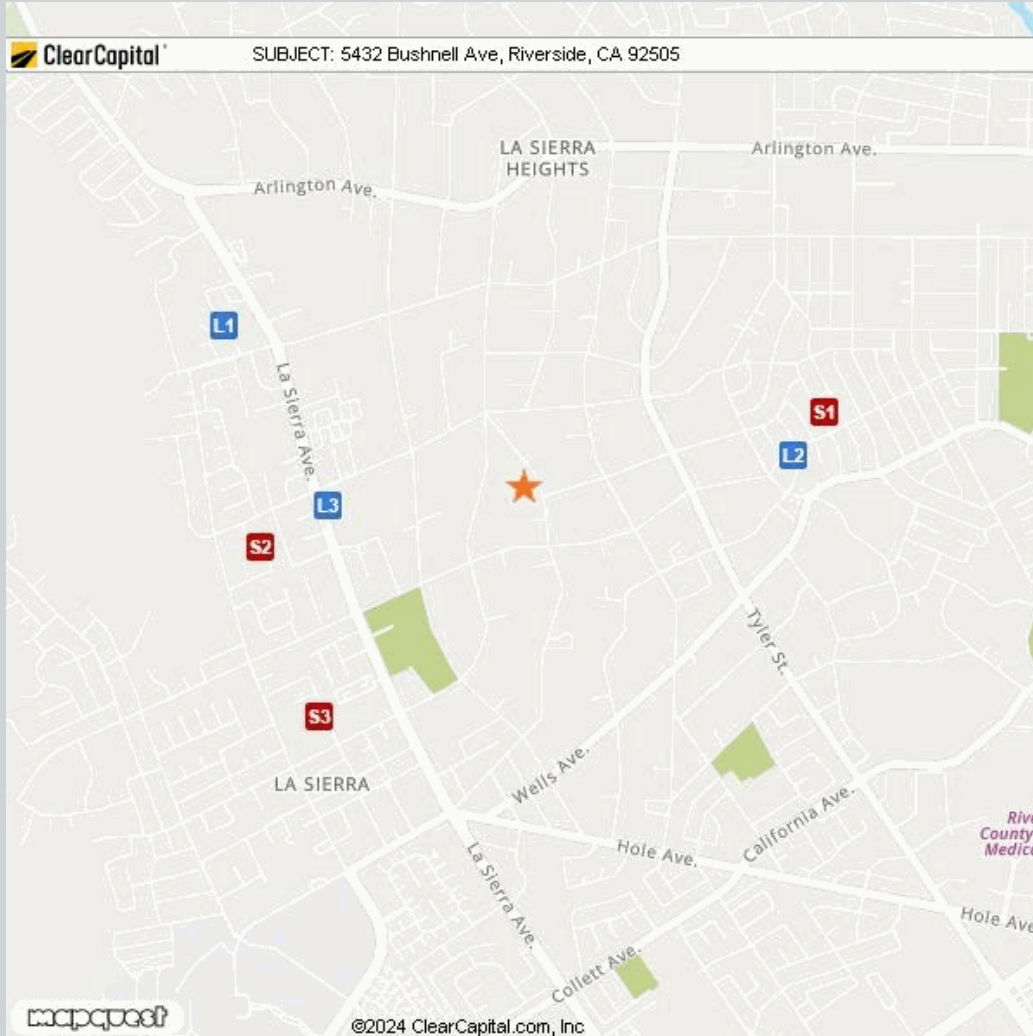 ClearCapital
SUBJECT: 5432 Bushnell Ave, Riverside, CA 92505
LA SIERRA
HEIGHTS
Arlington Ave.
Arlington Ave.
L1
La Sierra Ave.
S1
L2
L3
S2
Tyler St.
S3
LA SIERRA
Wells Ave.
California Ave.
Hole Ave.
La Sierra Ave.
Hole Ave
Collett Ave.
mapquest
©2024 ClearCapital.com, Inc